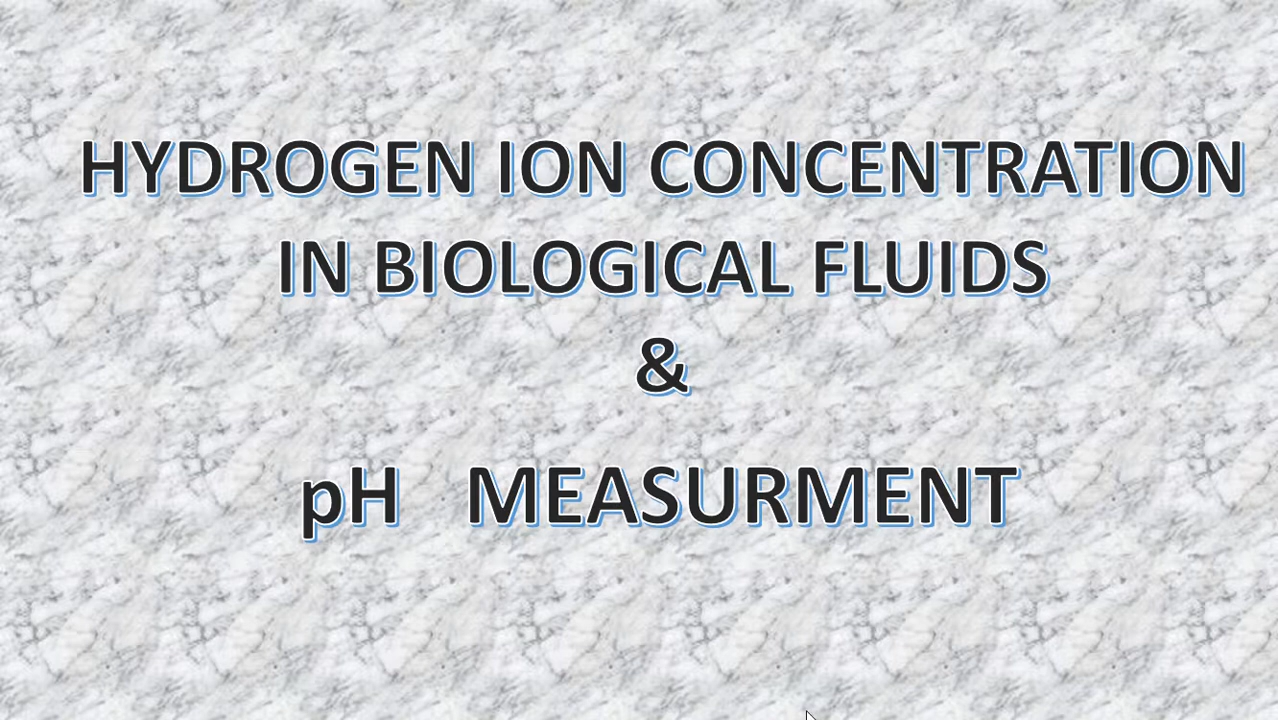 HYDROGEN ION CONCENTRATION
IN BIOLOGICAL FLUIDS
&
pH MEASURMENT